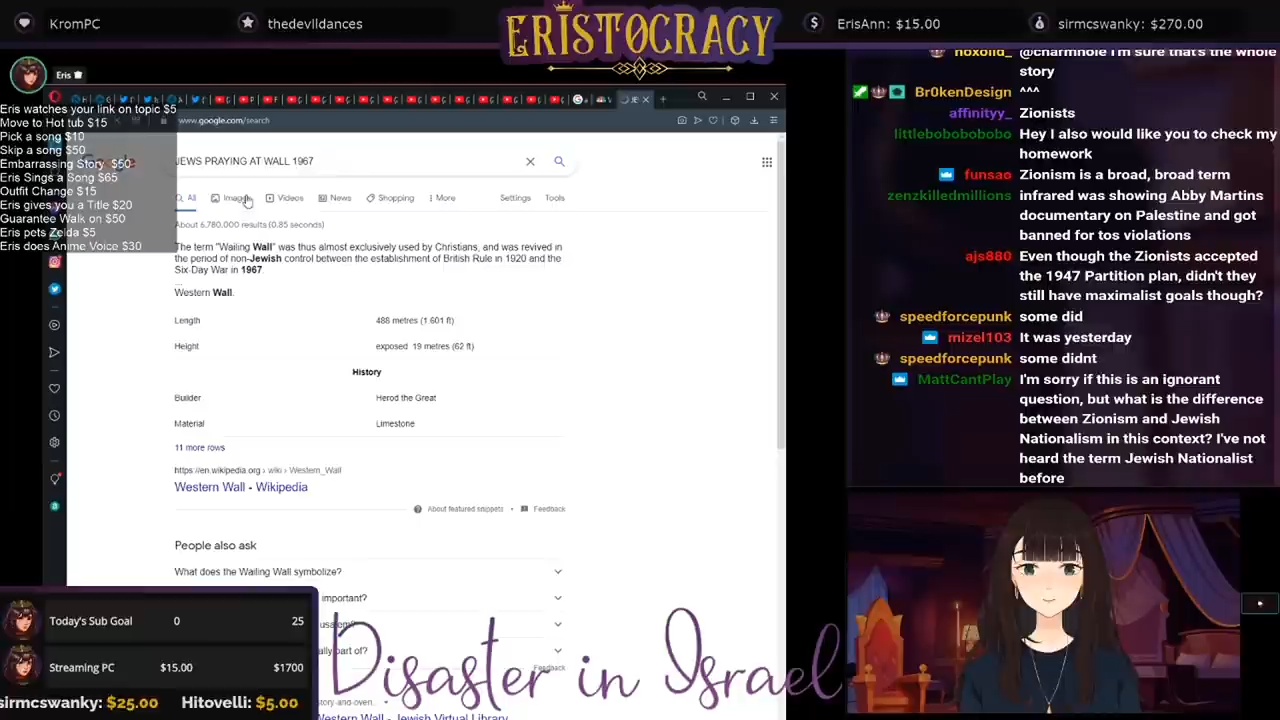 KromPC
thedevlldances
ERISTOCRACY
ErisAnn: $15.00
sirmcswanky: $270.00
Eris
Eris watches your link on topic $5
Move to Hot tub $15
Pick a song $10
Skip a song $50
Embarrassing Story $50
Eris Sings a Song $65
Outfit Change $15
Eris gives you a Title $20
Guarantee Walk on $50
Eris pets Zelda $5
Eris does Anime Voice $30
www.google.com/search
JEWS PRAYING AT WALL 1967
All
Images
Videos
News
Shopping
More
Settings
Tools
About 6,780,000 results (0.85 seconds)
The term "Wailing Wall" was thus almost exclusively used by Christians, and was revived in
the period of non-Jewish control between the establishment of British Rule in 1920 and the
Six-Day War in 1967.
...
Western Wall.
Length 488 metres (1,601 ft)
Height exposed 19 metres (62 ft)
History
Builder Herod the Great
Material Limestone
11 more rows
https://en.wikipedia.org › wiki › Western_Wall
Western Wall - Wikipedia
About featured snippets • Feedback
People also ask
What does the Wailing Wall symbolize?
important?
Feedback
Western Wall - Jewish Virtual Library
noxolid_ @charmhole I'm sure that's the whole
story
Br0kenDesign ^^^
affinityy_ Zionists
littlebobobobobo Hey I also would like you to check my
homework
funsao Zionism is a broad, broad term
zenzkilledmillions infrared was showing Abby Martins
documentary on Palestine and got
banned for tos violations
ajs880 Even though the Zionists accepted
the 1947 Partition plan, didn't they
still have maximalist goals though?
speedforcepunk some did
mizel103 It was yesterday
speedforcepunk some didnt
MattCantPlay I'm sorry if this is an ignorant
question, but what is the difference
between Zionism and Jewish
Nationalism in this context? I've not
heard the term Jewish Nationalist
before
Today's Sub Goal 0 25
Streaming PC $15.00 $1700
sirmcswanky: $25.00 Hitovelli: $5.00
Disaster in Israel